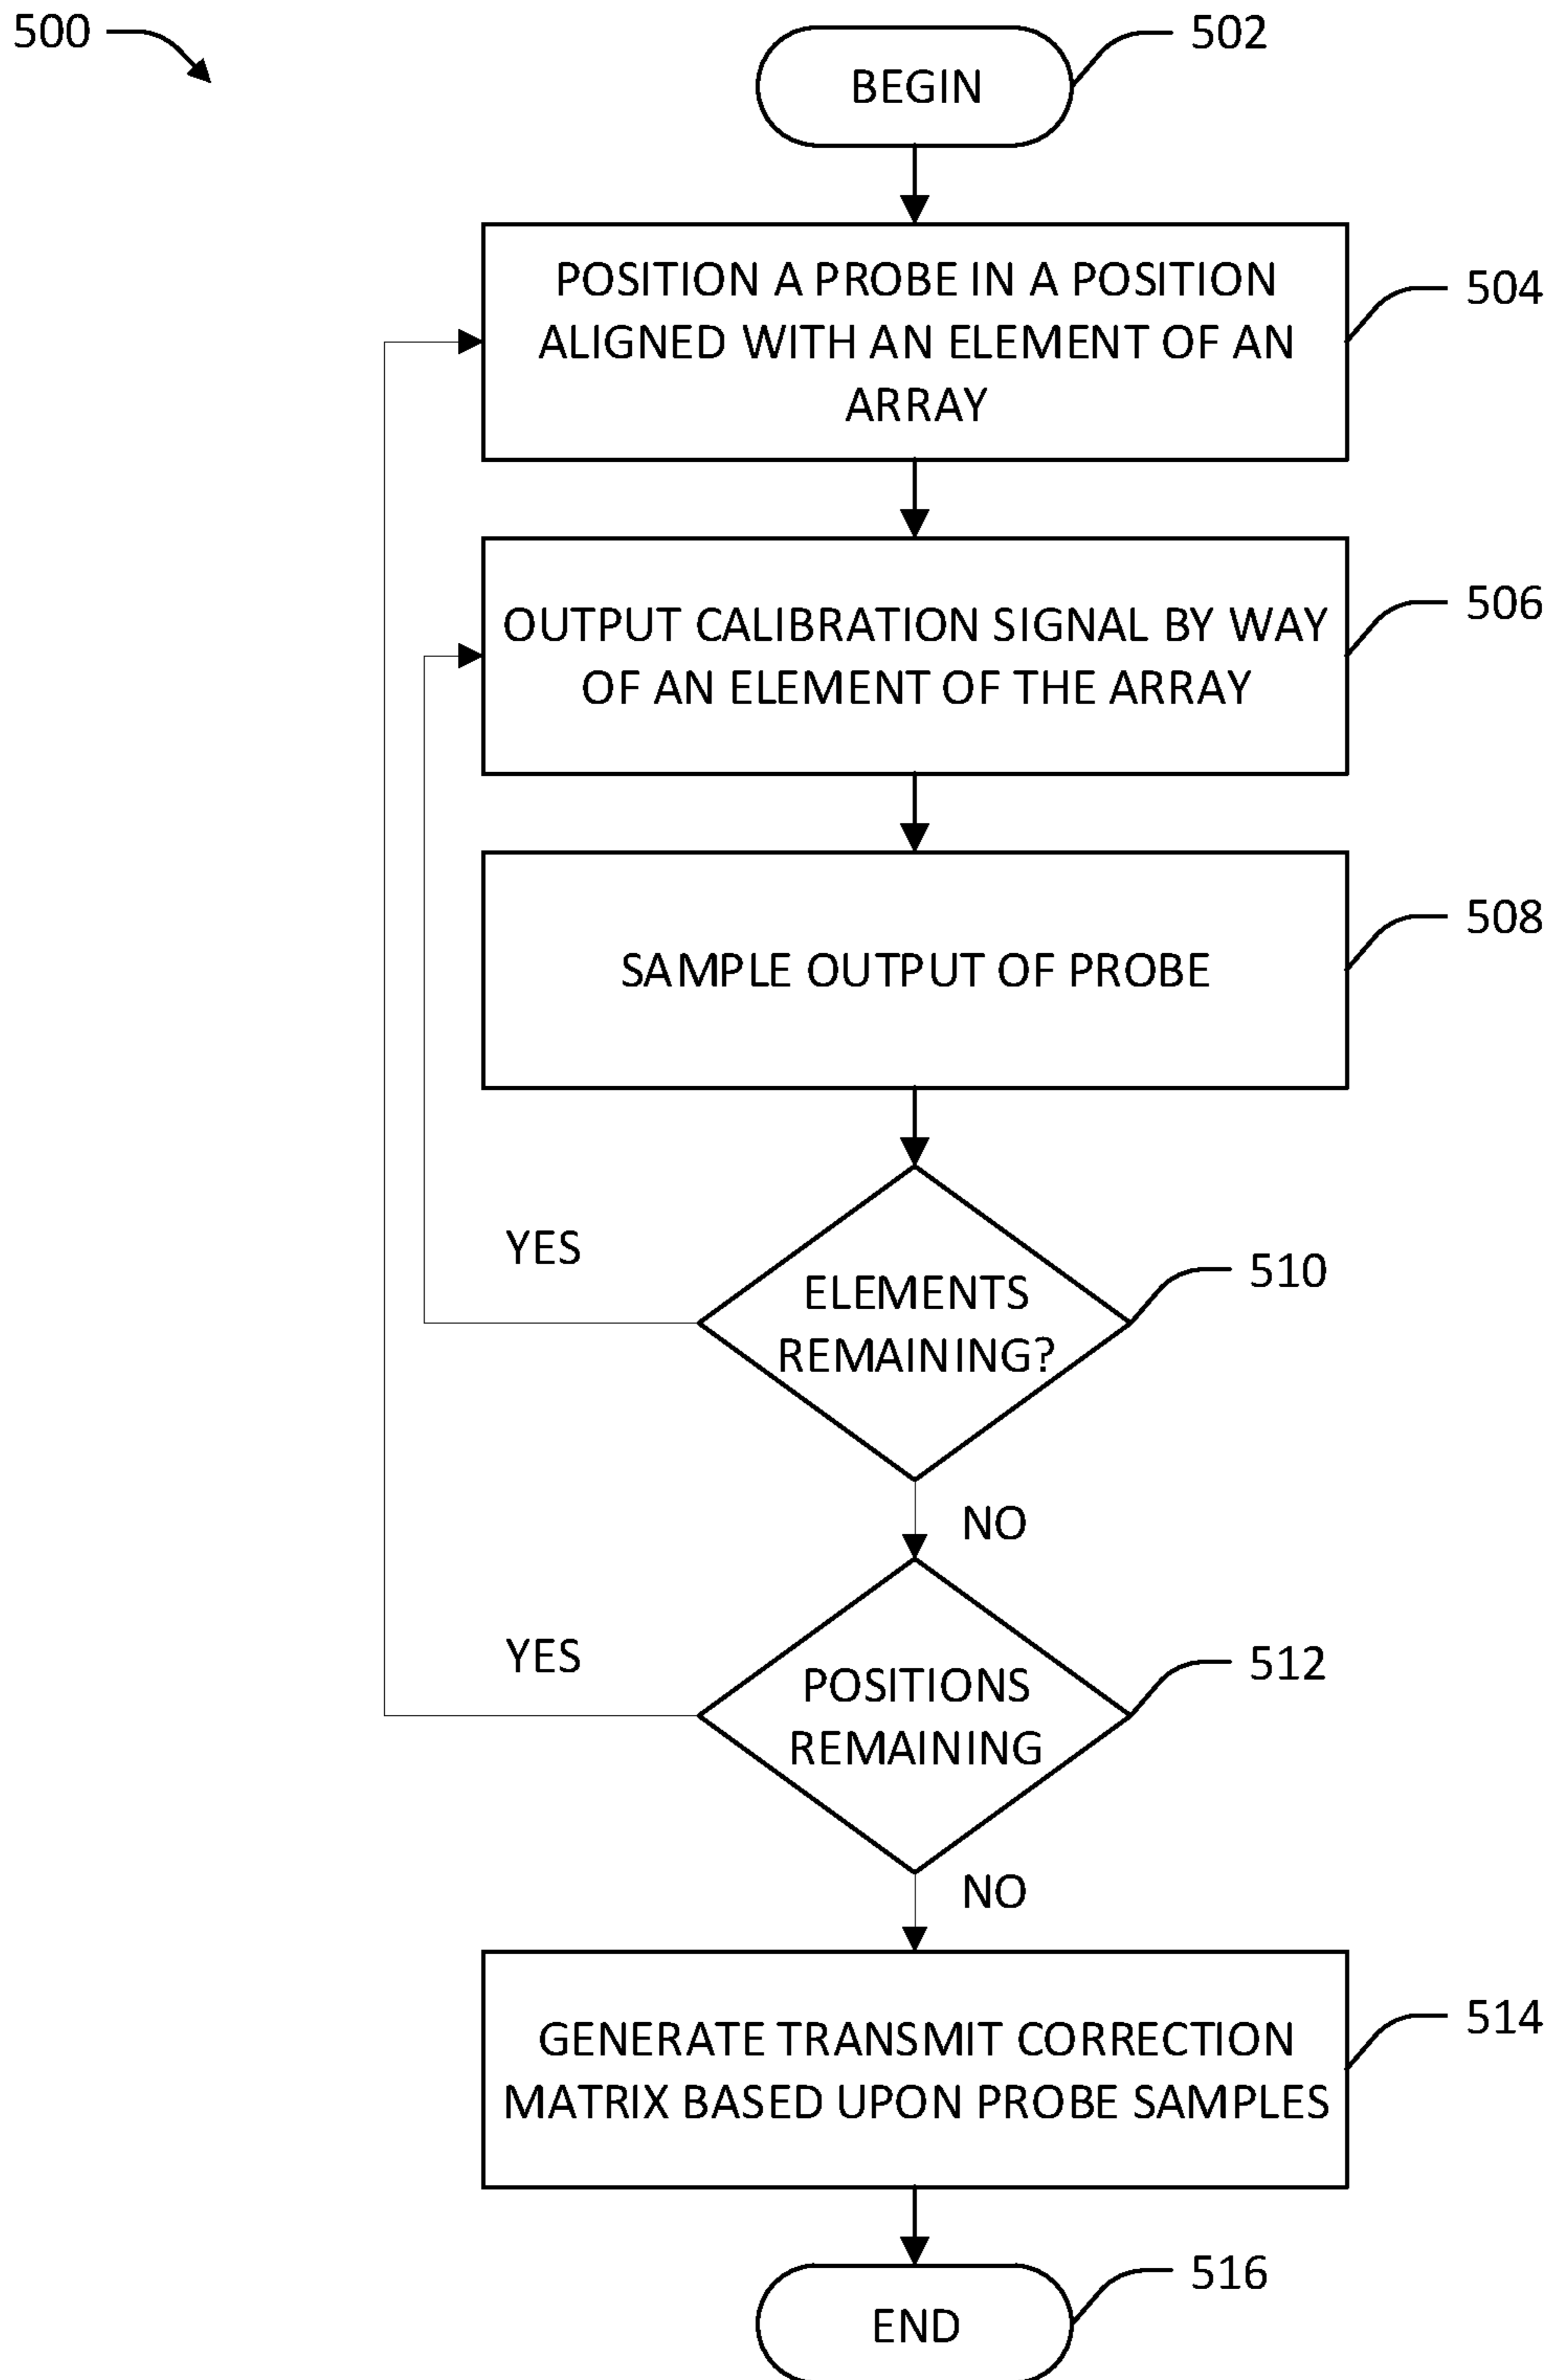 500
502
BEGIN
POSITION A PROBE IN A POSITION
ALIGNED WITH AN ELEMENT OF AN
ARRAY
504
OUTPUT CALIBRATION SIGNAL BY WAY
OF AN ELEMENT OF THE ARRAY
506
SAMPLE OUTPUT OF PROBE
508
YES
ELEMENTS
REMAINING?
510
NO
YES
POSITIONS
REMAINING
512
NO
GENERATE TRANSMIT CORRECTION
MATRIX BASED UPON PROBE SAMPLES
514
516
END